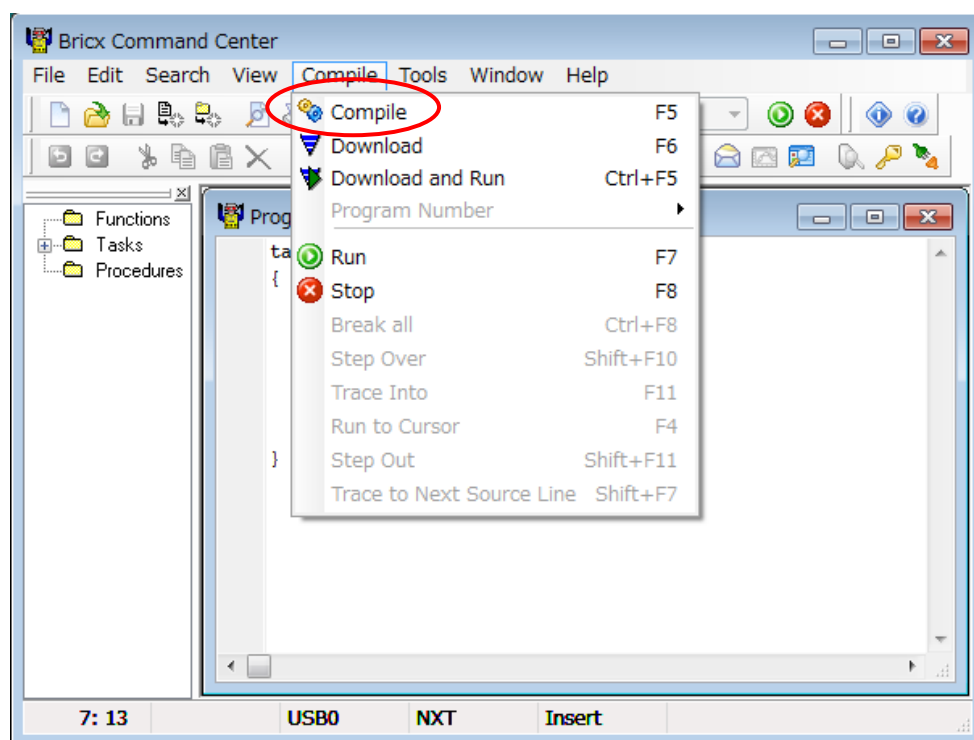 Bricx Command Center
File Edit Search View Compile Tools Window Help
Compile F5
Download F6
Download and Run Ctrl+F5
Program Number
Functions
Tasks
Procedures
Prog
ta
{
Run F7
Stop F8
Break all Ctrl+F8
Step Over Shift+F10
Trace Into F11
Run to Cursor F4
} Step Out Shift+F11
Trace to Next Source Line Shift+F7
7: 13 USB0 NXT Insert